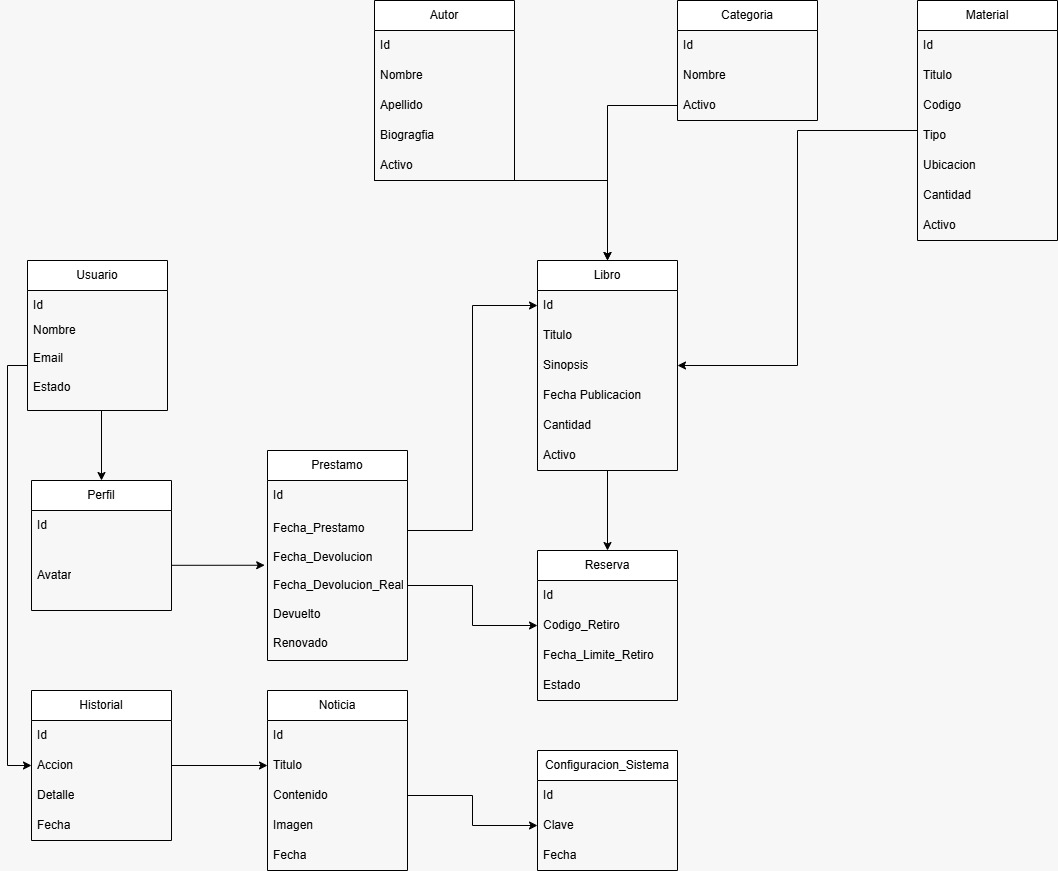 Autor
Id
Nombre
Apellido
Biogragfia
Activo
Categoria
Id
Nombre
Activo
Material
Id
Titulo
Codigo
Tipo
Ubicacion
Cantidad
Activo
Usuario
Id
Nombre
Email
Estado
Libro
Id
Titulo
Sinopsis
Fecha Publicacion
Cantidad
Activo
Perfil
Id
Avatar
Prestamo
Id
Fecha_Prestamo
Fecha_Devolucion
Fecha_Devolucion_Real
Devuelto
Renovado
Reserva
Id
Codigo_Retiro
Fecha_Limite_Retiro
Estado
Historial
Id
Accion
Detalle
Fecha
Noticia
Id
Titulo
Contenido
Imagen
Fecha
Configuracion_Sistema
Id
Clave
Fecha